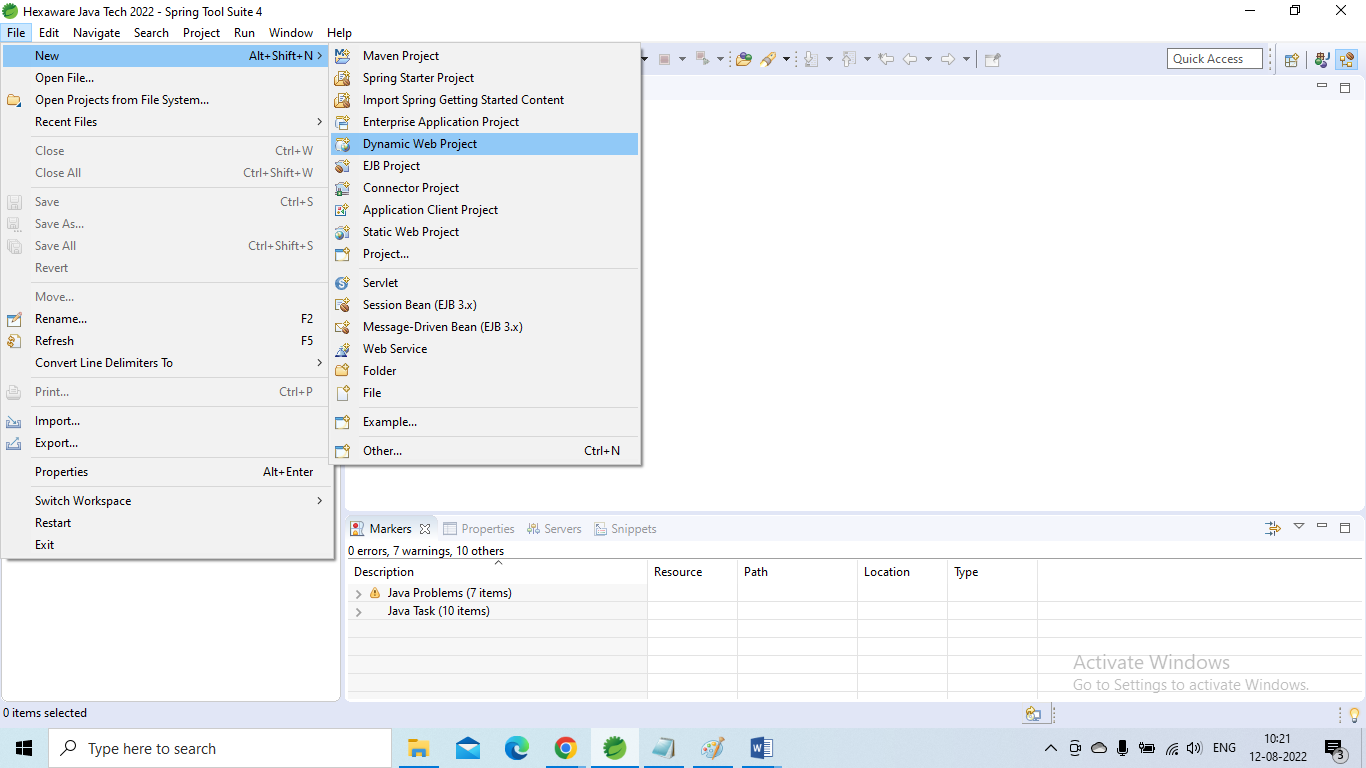 Hexaware Java Tech 2022 - Spring Tool Suite 4
File Edit Navigate Search Project Run Window Help
New Alt+Shift+N
Open File...
Open Projects from File System...
Recent Files
Close Ctrl+W
Close All Ctrl+Shift+W
Save Ctrl+S
Save As...
Save All Ctrl+Shift+S
Revert
Move...
Rename... F2
Refresh F5
Convert Line Delimiters To
Print... Ctrl+P
Import...
Export...
Properties Alt+Enter
Switch Workspace
Restart
Exit
Maven Project
Spring Starter Project
Import Spring Getting Started Content
Enterprise Application Project
Dynamic Web Project
EJB Project
Connector Project
Application Client Project
Static Web Project
Project...
Servlet
Session Bean (EJB 3.x)
Message-Driven Bean (EJB 3.x)
Web Service
Folder
File
Example...
Other... Ctrl+N
Quick Access
Markers Properties Servers Snippets
0 errors, 7 warnings, 10 others
Description Resource Path Location Type
Java Problems (7 items)
Java Task (10 items)
Activate Windows
Go to Settings to activate Windows.
0 items selected
Type here to search
ENG
10:21
12-08-2022
3